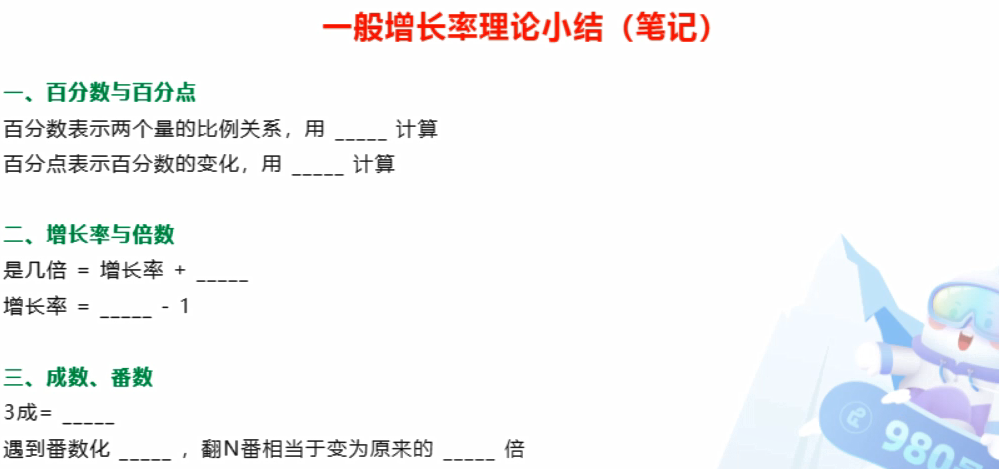 一般增长率理论小结（笔记）
一、百分数与百分点
百分数表示两个量的比例关系，用 _____ 计算
百分点表示百分数的变化，用 _____ 计算
二、增长率与倍数
是几倍 = 增长率 + _____
增长率 = _____ - 1
三、成数、番数
3成= _____
遇到番数化 _____ ，翻N番相当于变为原来的 _____ 倍
980